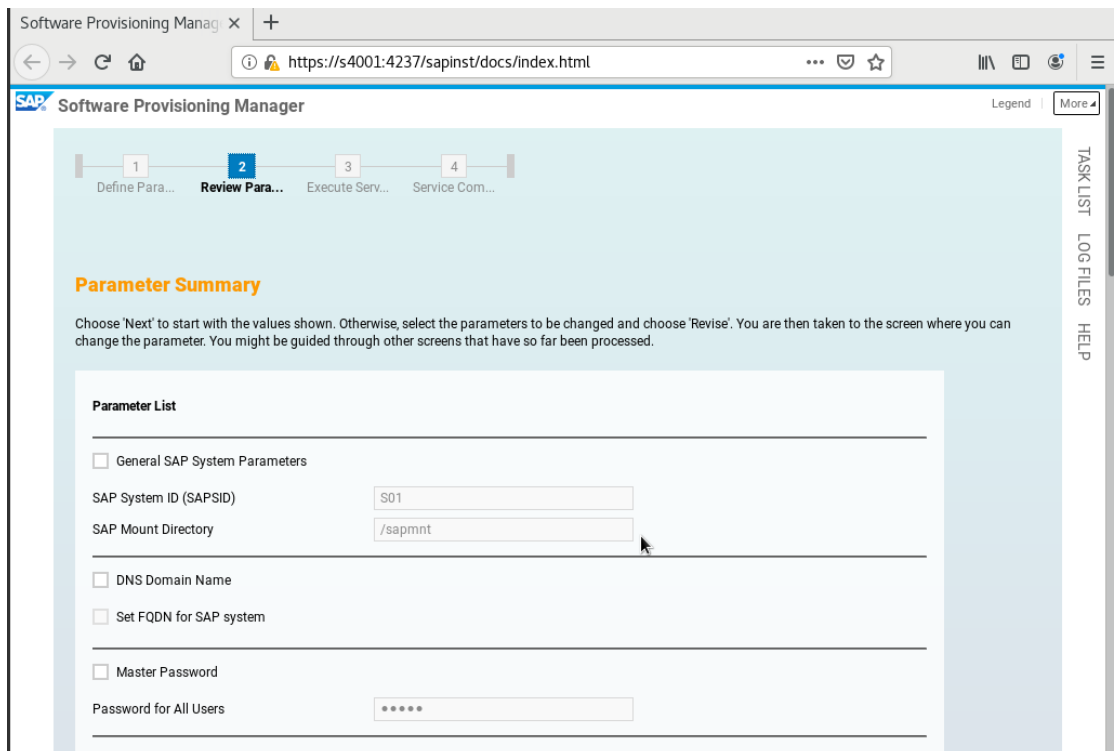 Software Provisioning Manag
https://s4001:4237/sapinst/docs/index.html
SAP Software Provisioning Manager
Legend
More
1
2
3
4
Define Para...
Review Para...
Execute Serv...
Service Com...
TASK LIST
LOG FILES
HELP
Parameter Summary
Choose 'Next' to start with the values shown. Otherwise, select the parameters to be changed and choose 'Revise'. You are then taken to the screen where you can
change the parameter. You might be guided through other screens that have so far been processed.
Parameter List
General SAP System Parameters
SAP System ID (SAPSID)
S01
SAP Mount Directory
/sapmnt
DNS Domain Name
Set FQDN for SAP system
Master Password
Password for All Users
•••••